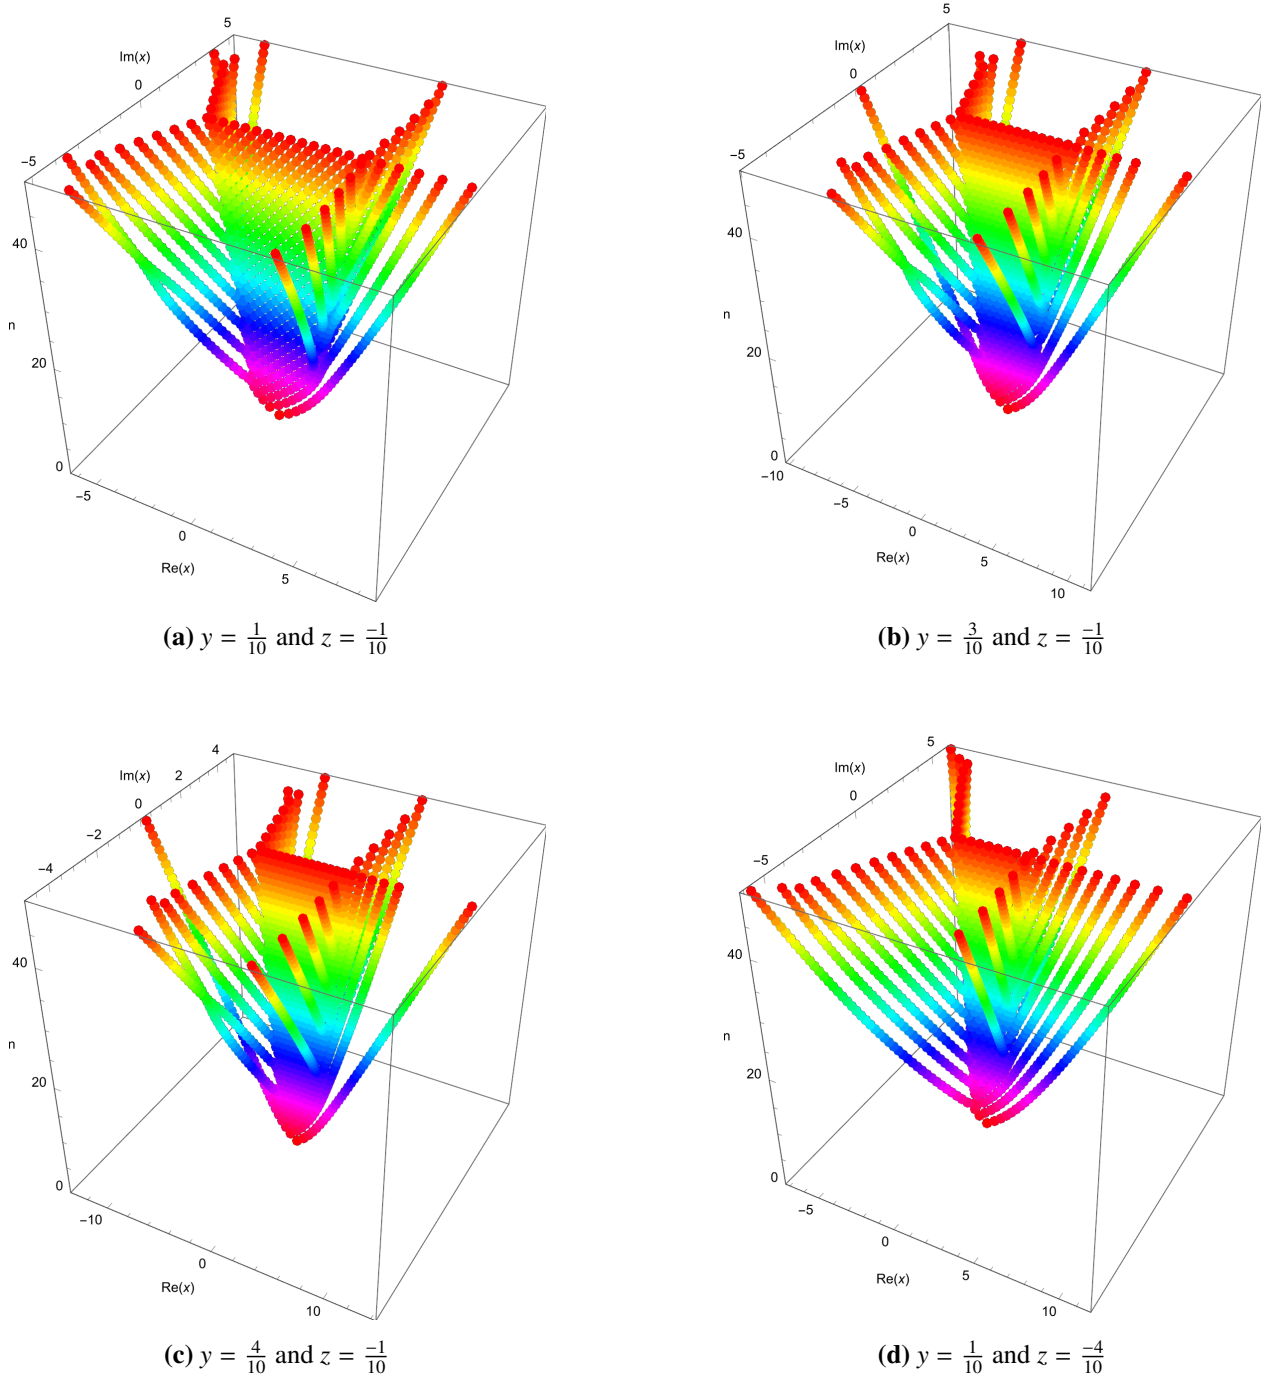 5
Im(x)
0
−5
40
n
20
0
−5
0
Re(x)
5
(a) y = 1/10 and z = −1/10
5
Im(x)
0
−5
40
n
20
0
−10
−5
0
Re(x)
5
10
(b) y = 3/10 and z = −1/10
4
Im(x)
2
0
−2
−4
40
n
20
0
−10
0
Re(x)
10
(c) y = 4/10 and z = −1/10
5
Im(x)
0
−5
40
n
20
0
−5
0
Re(x)
5
10
(d) y = 1/10 and z = −4/10